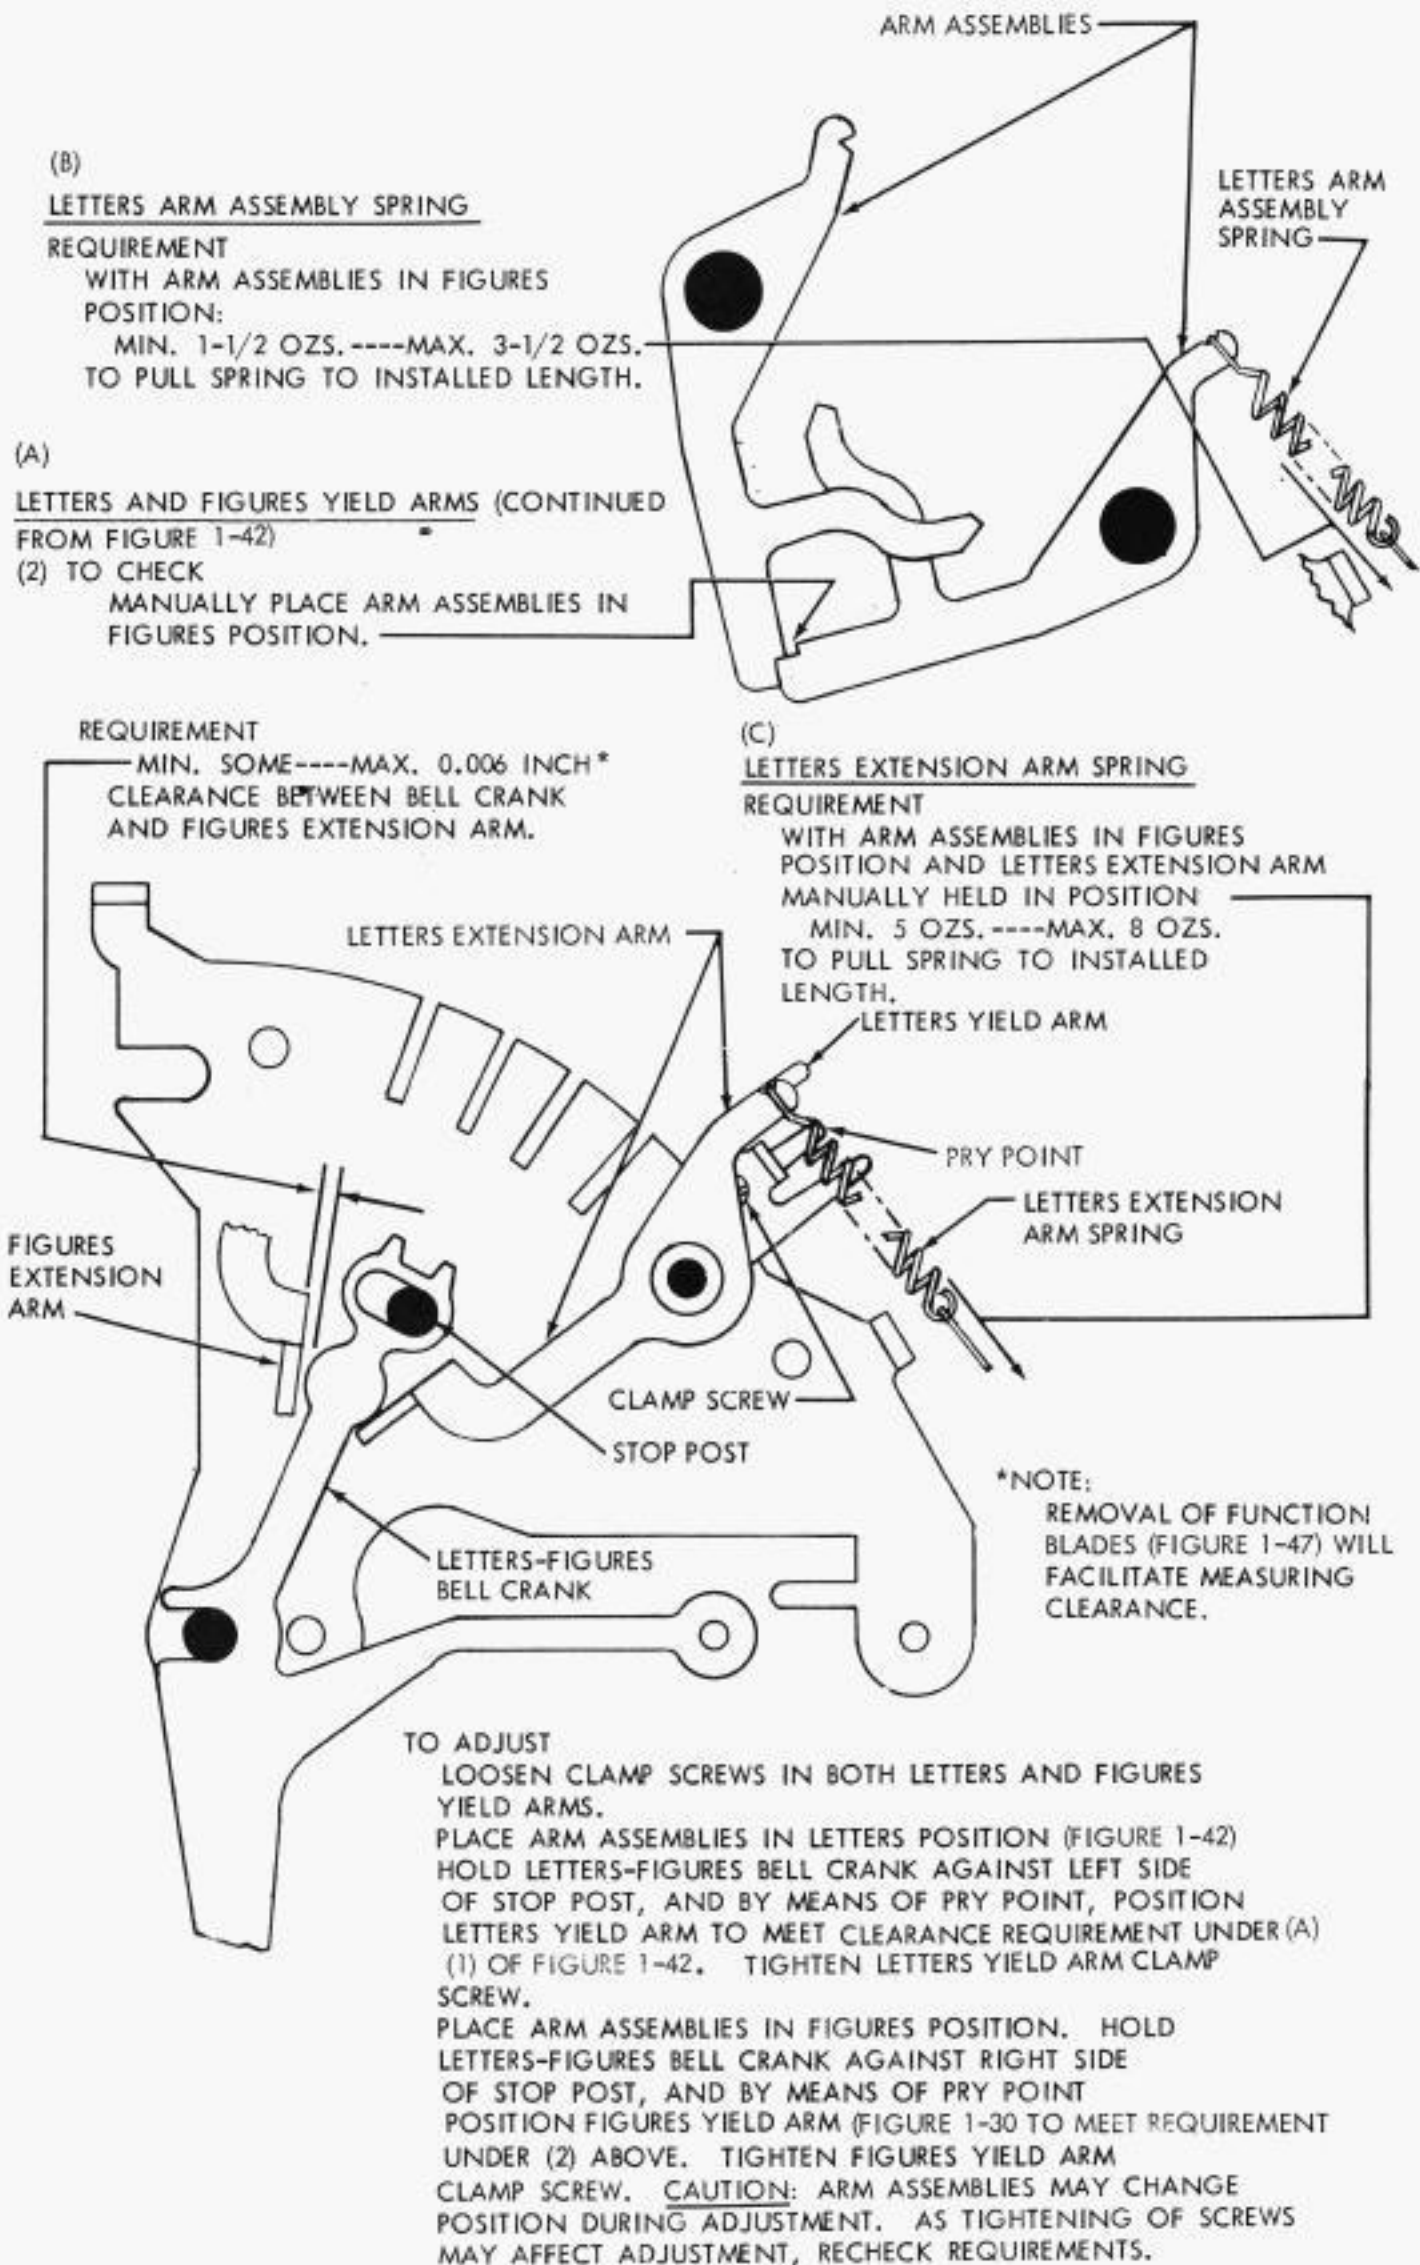 ARM ASSEMBLIES
(B)
LETTERS ARM ASSEMBLY SPRING
REQUIREMENT
WITH ARM ASSEMBLIES IN FIGURES
POSITION:
MIN. 1-1/2 OZS.----MAX. 3-1/2 OZS.
TO PULL SPRING TO INSTALLED LENGTH.
LETTERS ARM
ASSEMBLY
SPRING
(A)
LETTERS AND FIGURES YIELD ARMS (CONTINUED
FROM FIGURE 1-42)
(2) TO CHECK
MANUALLY PLACE ARM ASSEMBLIES IN
FIGURES POSITION.
REQUIREMENT
MIN. SOME----MAX. 0.006 INCH*
CLEARANCE BETWEEN BELL CRANK
AND FIGURES EXTENSION ARM.
(C)
LETTERS EXTENSION ARM SPRING
REQUIREMENT
WITH ARM ASSEMBLIES IN FIGURES
POSITION AND LETTERS EXTENSION ARM
MANUALLY HELD IN POSITION
MIN. 5 OZS.----MAX. 8 OZS.
TO PULL SPRING TO INSTALLED
LENGTH.
LETTERS EXTENSION ARM
LETTERS YIELD ARM
PRY POINT
LETTERS EXTENSION
ARM SPRING
FIGURES
EXTENSION
ARM
CLAMP SCREW
STOP POST
LETTERS-FIGURES
BELL CRANK
*NOTE:
REMOVAL OF FUNCTION
BLADES (FIGURE 1-47) WILL
FACILITATE MEASURING
CLEARANCE.
TO ADJUST
LOOSEN CLAMP SCREWS IN BOTH LETTERS AND FIGURES
YIELD ARMS.
PLACE ARM ASSEMBLIES IN LETTERS POSITION (FIGURE 1-42)
HOLD LETTERS-FIGURES BELL CRANK AGAINST LEFT SIDE
OF STOP POST, AND BY MEANS OF PRY POINT, POSITION
LETTERS YIELD ARM TO MEET CLEARANCE REQUIREMENT UNDER (A)
(1) OF FIGURE 1-42. TIGHTEN LETTERS YIELD ARM CLAMP
SCREW.
PLACE ARM ASSEMBLIES IN FIGURES POSITION. HOLD
LETTERS-FIGURES BELL CRANK AGAINST RIGHT SIDE
OF STOP POST, AND BY MEANS OF PRY POINT
POSITION FIGURES YIELD ARM (FIGURE 1-30 TO MEET REQUIREMENT
UNDER (2) ABOVE. TIGHTEN FIGURES YIELD ARM
CLAMP SCREW. CAUTION: ARM ASSEMBLIES MAY CHANGE
POSITION DURING ADJUSTMENT. AS TIGHTENING OF SCREWS
MAY AFFECT ADJUSTMENT, RECHECK REQUIREMENTS.